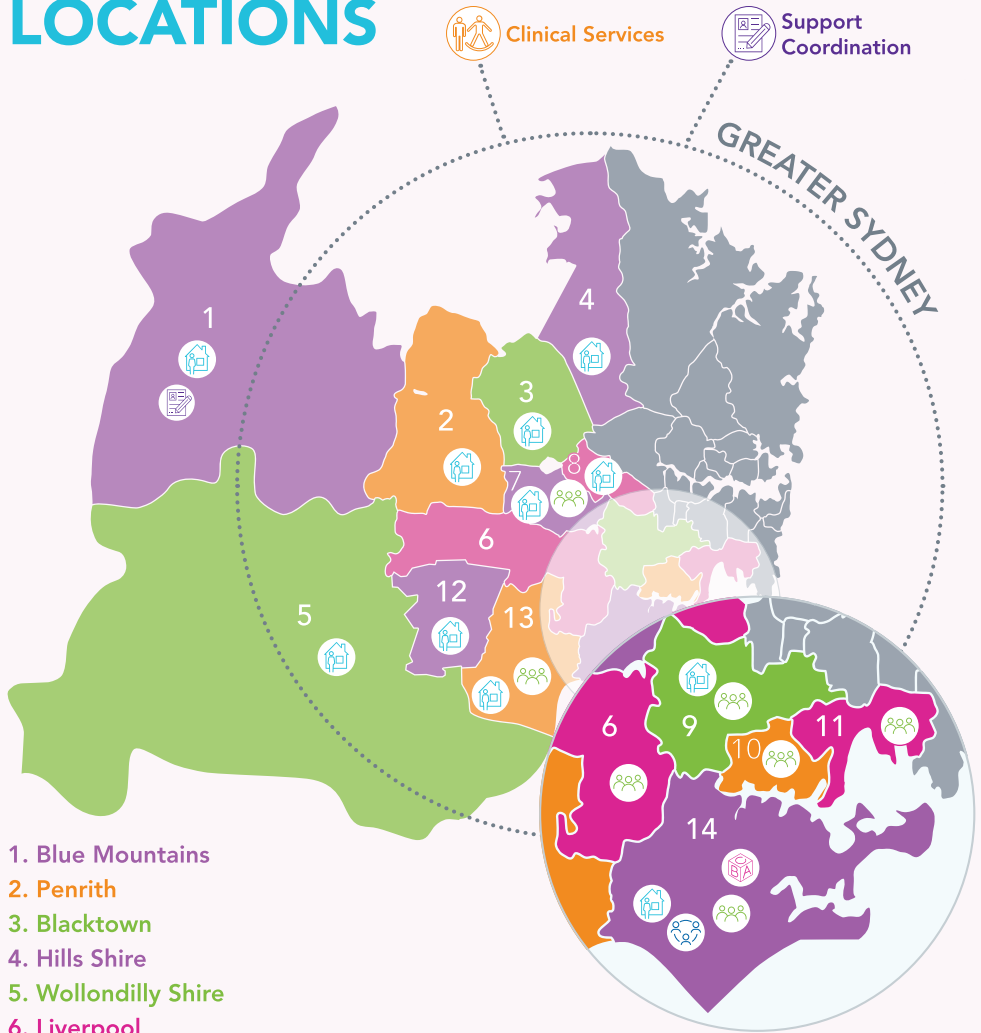 LOCATIONS
Clinical Services
Support
Coordination
GREATER SYDNEY
1
4
3
2
8
7
6
12
5
13
6
9
10
11
14
C
B A
1. Blue Mountains
2. Penrith
3. Blacktown
4. Hills Shire
5. Wollondilly Shire
6. Liverpool